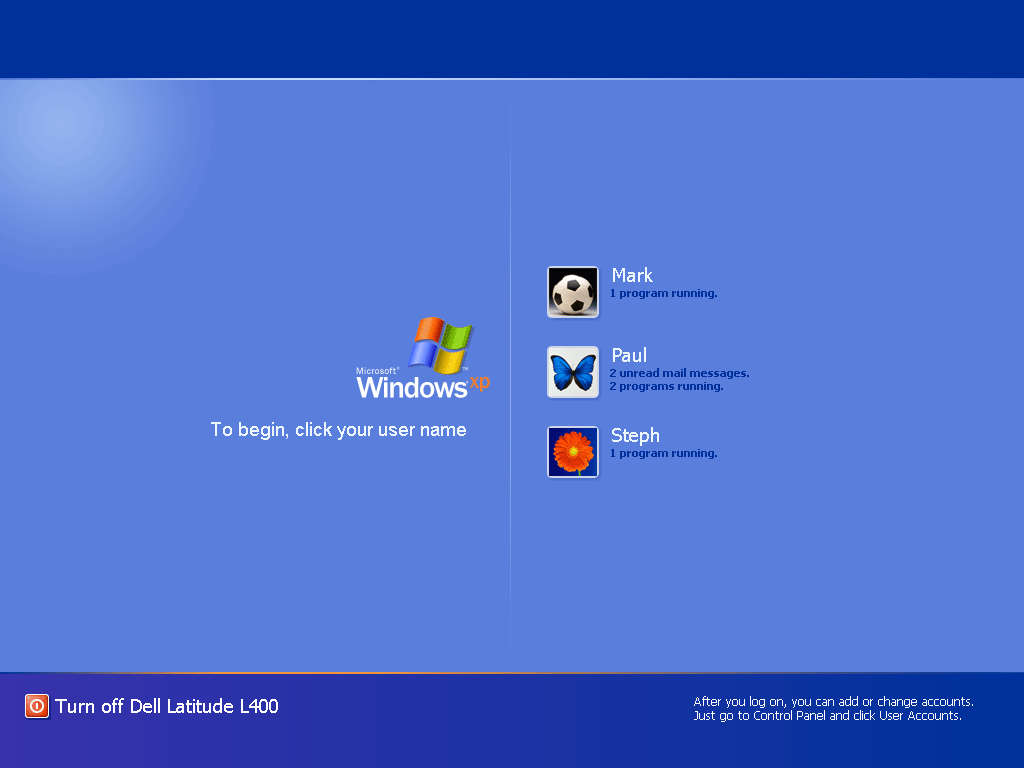 Microsoft®
Windows xp™
To begin, click your user name
Mark
1 program running.
Paul
2 unread mail messages.
2 programs running.
Steph
1 program running.
Turn off Dell Latitude L400
After you log on, you can add or change accounts.
Just go to Control Panel and click User Accounts.